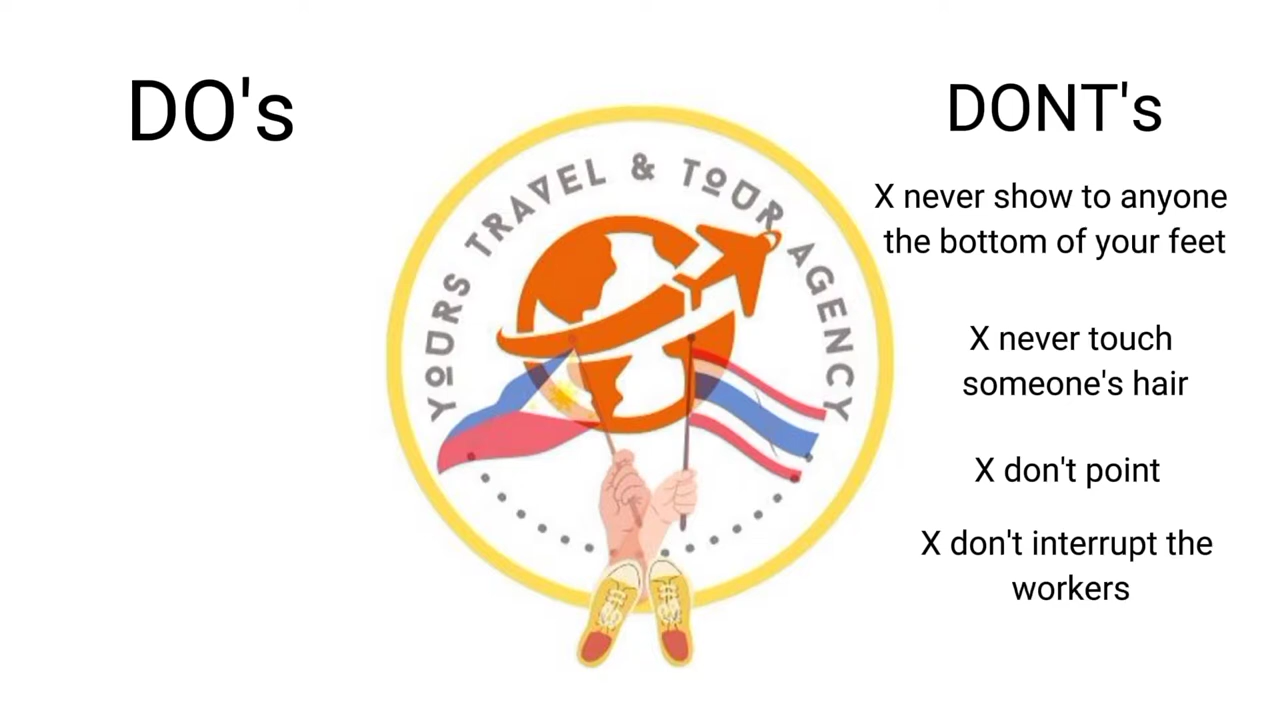 DO's
YOURS TRAVEL & TOUR AGENCY
DONT's
X never show to anyone
the bottom of your feet
X never touch
someone's hair
X don't point
X don't interrupt the
workers